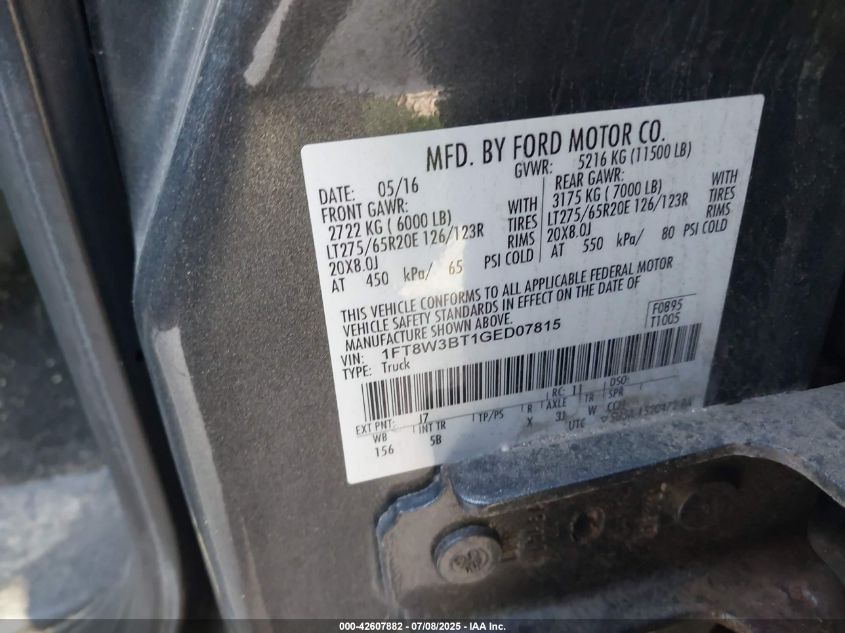 MFD. BY FORD MOTOR CO.
DATE: 05/16 GVWR: 5216 KG (11500 LB)
FRONT GAWR: REAR GAWR:
2722 KG ( 6000 LB) WITH 3175 KG ( 7000 LB) WITH
LT275/65R20E 126/123R TIRES LT275/65R20E 126/123R TIRES
20X8.0J RIMS 20X8.0J RIMS
AT 450 kPa/ 65 PSI COLD AT 550 kPa/ 80 PSI COLD
THIS VEHICLE CONFORMS TO ALL APPLICABLE FEDERAL MOTOR
VEHICLE SAFETY STANDARDS IN EFFECT ON THE DATE OF
MANUFACTURE SHOWN ABOVE.
VIN: 1FT8W3BT1GED07815 F0895
TYPE: Truck T1005
RC: 11 DSO:
EXT PNT: J7
WB INT TR TP/PS R AXLE TR SPR
156 5B X 31 W
UTC
000-42607882 / 07/08/2025 - IAA Inc.